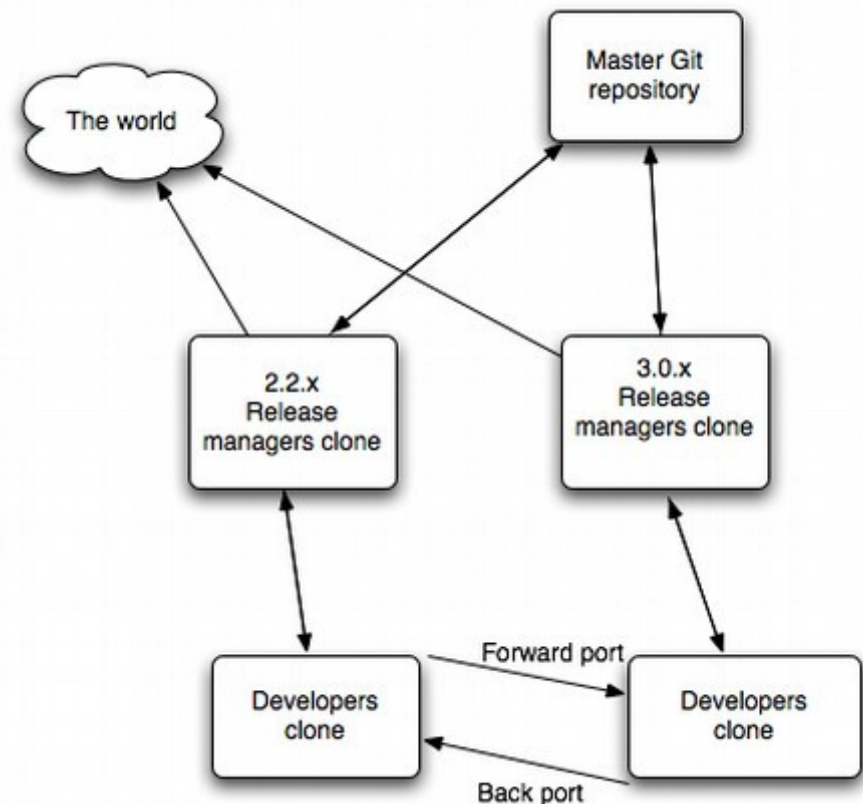 Master Git
repository
The world
2.2.x
Release
managers clone
3.0.x
Release
managers clone
Forward port
Developers
clone
Developers
clone
Back port